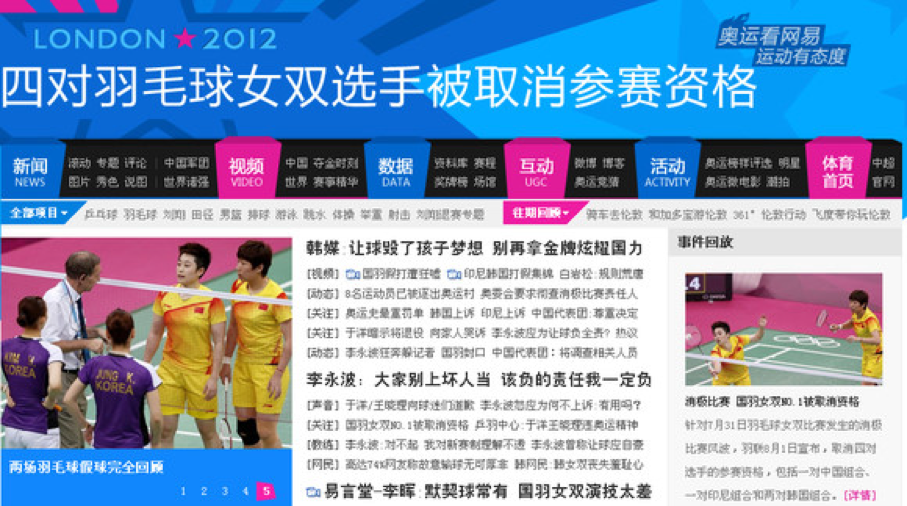 LONDON 2012
奥运看网易
运动有态度
四对羽毛球女双选手被取消参赛资格
新闻 NEWS 滚动 专题 评论 中国军团 视频 VIDEO 中国 夺金时刻 数据 DATA 资料库 赛程 互动 UGC 微博 博客 活动 ACTIVITY 奥运榜样评选 明星 体育 首页 中超
图片 秀色 说图 世界诸强 世界 赛事精华 奖牌榜 场馆 奥运竞猜 奥运微电影 潮拍 官网
全部项目 乒乓球 羽毛球 刘翔 田径 男篮 排球 游泳 跳水 体操 举重 射击 刘翔退赛专题 往期回顾 骑车去伦敦 和加多宝游伦敦 361°伦敦行动 飞度带你玩伦敦
KIM K.
KOREA
JUNG K.
KOREA
两场羽毛球假球完全回顾
1 2 3 4 5
韩媒:让球毁了孩子梦想 别再拿金牌炫耀国力
[视频] 国羽假打遭狂嘘 印尼韩国打假集锦 白岩松:规则荒唐
[动态] 8名运动员已被逐出奥运村 奥委会要求彻查消极比赛责任人
[关注] 奥运史最重罚单 韩国上诉 印尼上诉 中国代表团:尊重决定
[关注] 于洋暗示将退役 向家人哭诉 李永波应为让球负全责? 热议
[动态] 李永波狂奔躲记者 国羽封口 中国代表团:将调查相关人员
李永波:大家别上坏人当 该负的责任我一定负
[声音] 于洋/王晓理向球迷们道歉 李永波怨应为何不上诉:有用吗?
[关注] 国羽女双NO.1被取消资格 乒羽中心:于洋王晓理违奥运精神
[教练] 李永波:对不起 我对新赛制理解不透 李永波曾称让球应自查
[网民] 高达74%网友称故意输球无可厚非 韩网民:韩女双丧失羞耻心
易言堂-李晖:默契球常有 国羽女双演技太差
事件回放
消极比赛 国羽女双NO.1被取消资格
针对7月31日羽毛球女双比赛发生的消极
比赛风波，羽联8月1日宣布，取消四对
选手的参赛资格，包括一对中国组合、
一对印尼组合和两对韩国组合。[详情]